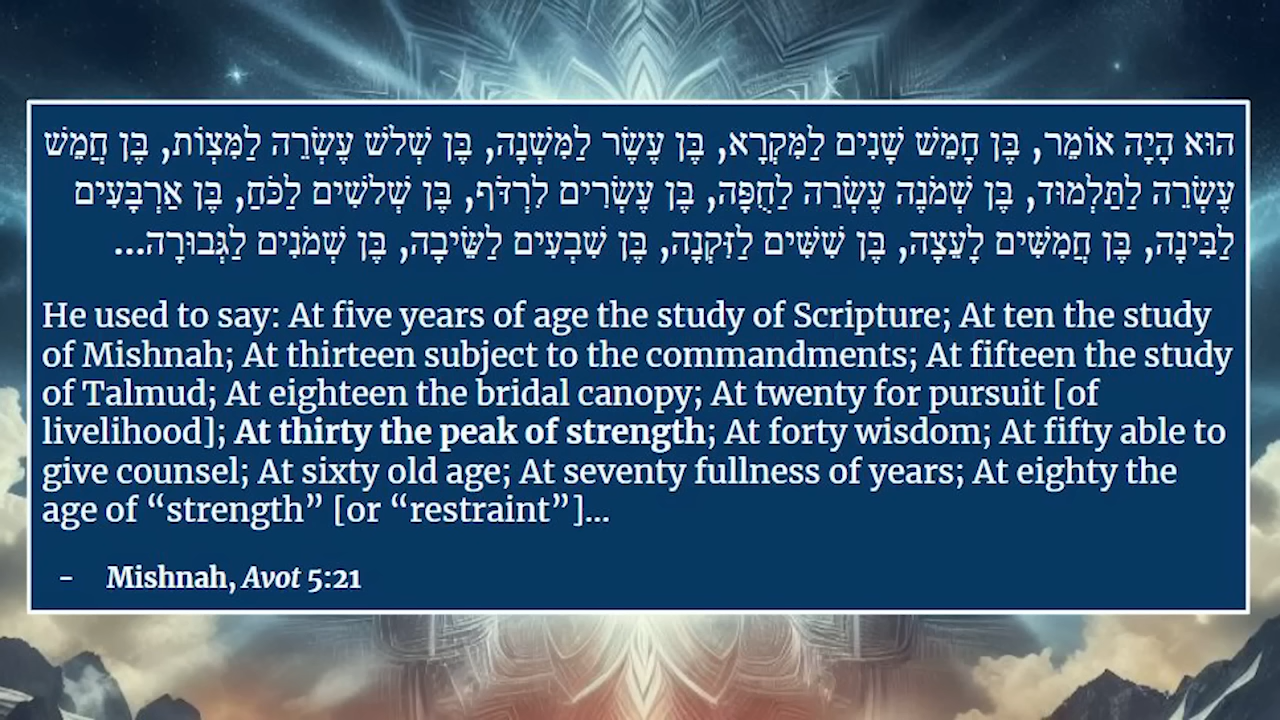 הוּא הָיָה אוֹמֵר, בֶּן חָמֵשׁ שָׁנִים לַמִּקְרָא, בֶּן עֶשֶׂר לַמִּשְׁנָה, בֶּן שְׁלֹשׁ עֶשְׂרֵה לַמִּצְוֹת, בֶּן חֲמֵשׁ
עֶשְׂרֵה לַתַּלְמוּד, בֶּן שְׁמֹנֶה עֶשְׂרֵה לַחֻפָּה, בֶּן עֶשְׂרִים לִרְדֹּף, בֶּן שְׁלֹשִׁים לַכֹּחַ, בֶּן אַרְבָּעִים
לַבִּינָה, בֶּן חֲמִשִּׁים לָעֵצָה, בֶּן שִׁשִּׁים לַזִּקְנָה, בֶּן שִׁבְעִים לַשֵּׂיבָה, בֶּן שְׁמֹנִים לַגְּבוּרָה...
He used to say: At five years of age the study of Scripture; At ten the study
of Mishnah; At thirteen subject to the commandments; At fifteen the study
of Talmud; At eighteen the bridal canopy; At twenty for pursuit [of
livelihood]; At thirty the peak of strength; At forty wisdom; At fifty able to
give counsel; At sixty old age; At seventy fullness of years; At eighty the
age of “strength” [or “restraint”]...
- Mishnah, Avot 5:21